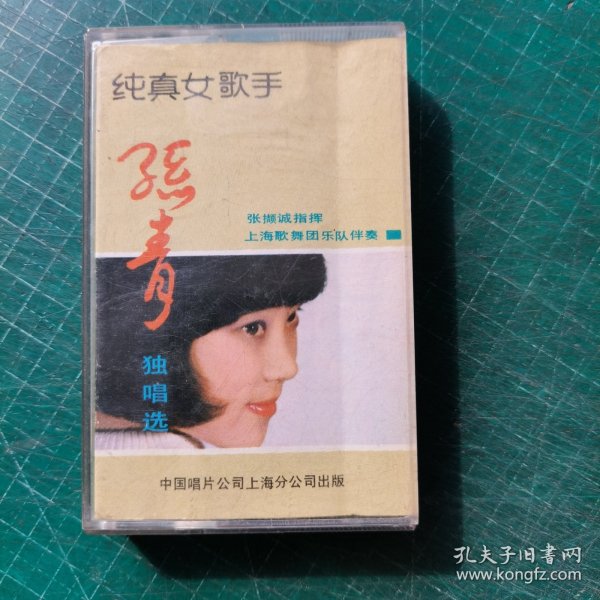 纯真女歌手
孙青
张撷诚指挥
上海歌舞团乐队伴奏
独唱选
中国唱片公司上海分公司出版
孔夫子旧书网
www.kongfz.com